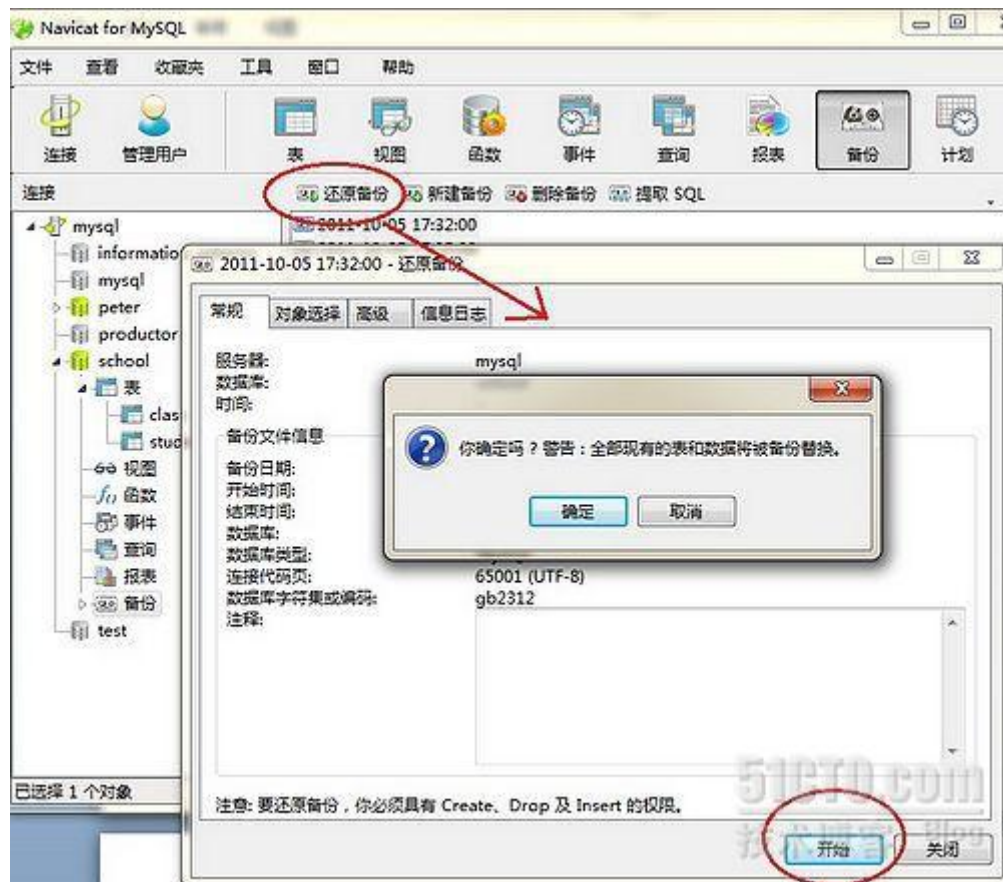 Navicat for MySQL
文件 查看 收藏夹 工具 窗口 帮助
连接 管理用户 表 视图 函数 事件 查询 报表 备份 计划
连接 还原备份 新建备份 删除备份 提取 SQL
mysql
2011-10-05 17:32:00
informatio
mysql
peter
productor
school
表
clas
stud
视图
函数
事件
查询
报表
备份
test
已选择 1 个对象
2011-10-05 17:32:00 - 还原备份
常规 对象选择 高级 信息日志
服务器: mysql
数据库:
时间:
备份文件信息
备份日期:
开始时间:
结束时间:
数据库:
数据库类型:
连接代码页: 65001 (UTF-8)
数据库字符集或编码: gb2312
注释:
你确定吗？警告：全部现有的表和数据将被备份替换。
确定 取消
注意: 要还原备份，你必须具有 Create、Drop 及 Insert 的权限。
开始 关闭
51CTO.com
技术博客 Blog